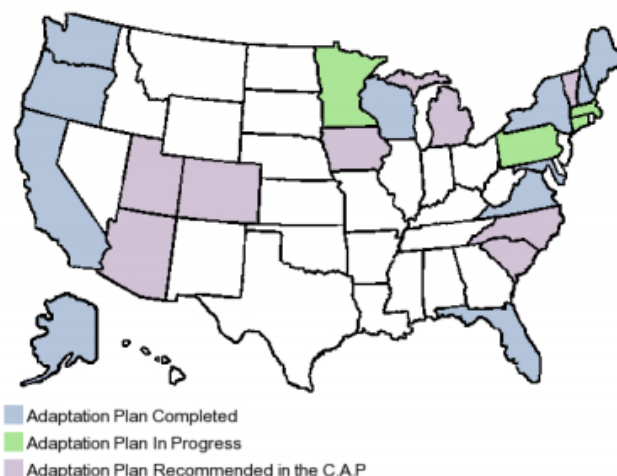 Adaptation Plan Completed
Adaptation Plan In Progress
Adaptation Plan Recommended in the C.A.P